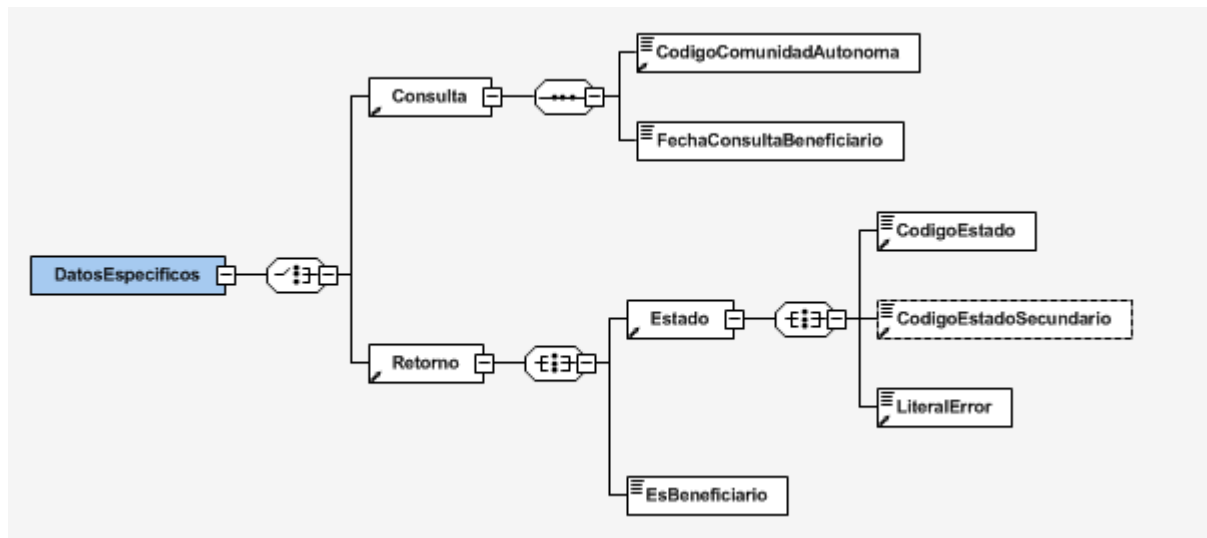 CodigoComunidadAutonoma
Consulta
FechaConsultaBeneficiario
CodigoEstado
DatosEspecificos
Estado
CodigoEstadoSecundario
Retorno
LiteralError
EsBeneficiario